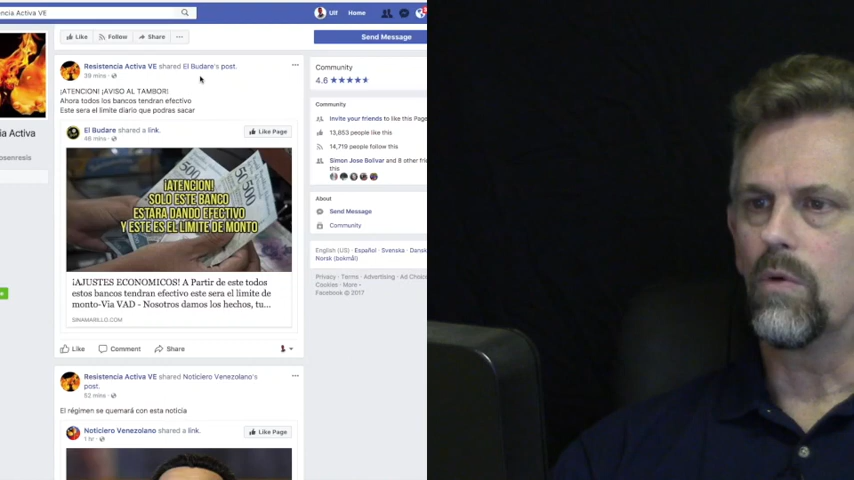 cia Activa VE
Ulf Home
Like Follow Share ...
Send Message
Activa
osenresis
Resistencia Activa VE shared El Budare's post.
39 mins ·
¡ATENCION! ¡AVISO AL TAMBOR!
Ahora todos los bancos tendran efectivo
Este sera el limite diario que podras sacar
El Budare shared a link.
46 mins ·
Like Page
¡ATENCION!
SOLO ESTE BANCO
ESTARA DANDO EFECTIVO
Y ESTE ES EL LIMITE DE MONTO
¡AJUSTES ECONOMICOS! A Partir de este todos
estos bancos tendran efectivo este sera el limite de
monto-Via VAD - Nosotros damos los hechos, tu...
SINAMARILLO.COM
Like Comment Share
Resistencia Activa VE shared Noticiero Venezolano's
post.
52 mins ·
El régimen se quemará con esta noticia
Noticiero Venezolano shared a link.
1 hr ·
Like Page
Community
4.6
Community
Invite your friends to like this Page
13,853 people like this
14,719 people follow this
Simon Jose Bolivar and 8 other frie
this
About
Send Message
Community
English (US) · Español · Svenska · Dansk
Norsk (bokmål)
Privacy · Terms · Advertising · Ad Choic
Cookies · More
Facebook © 2017